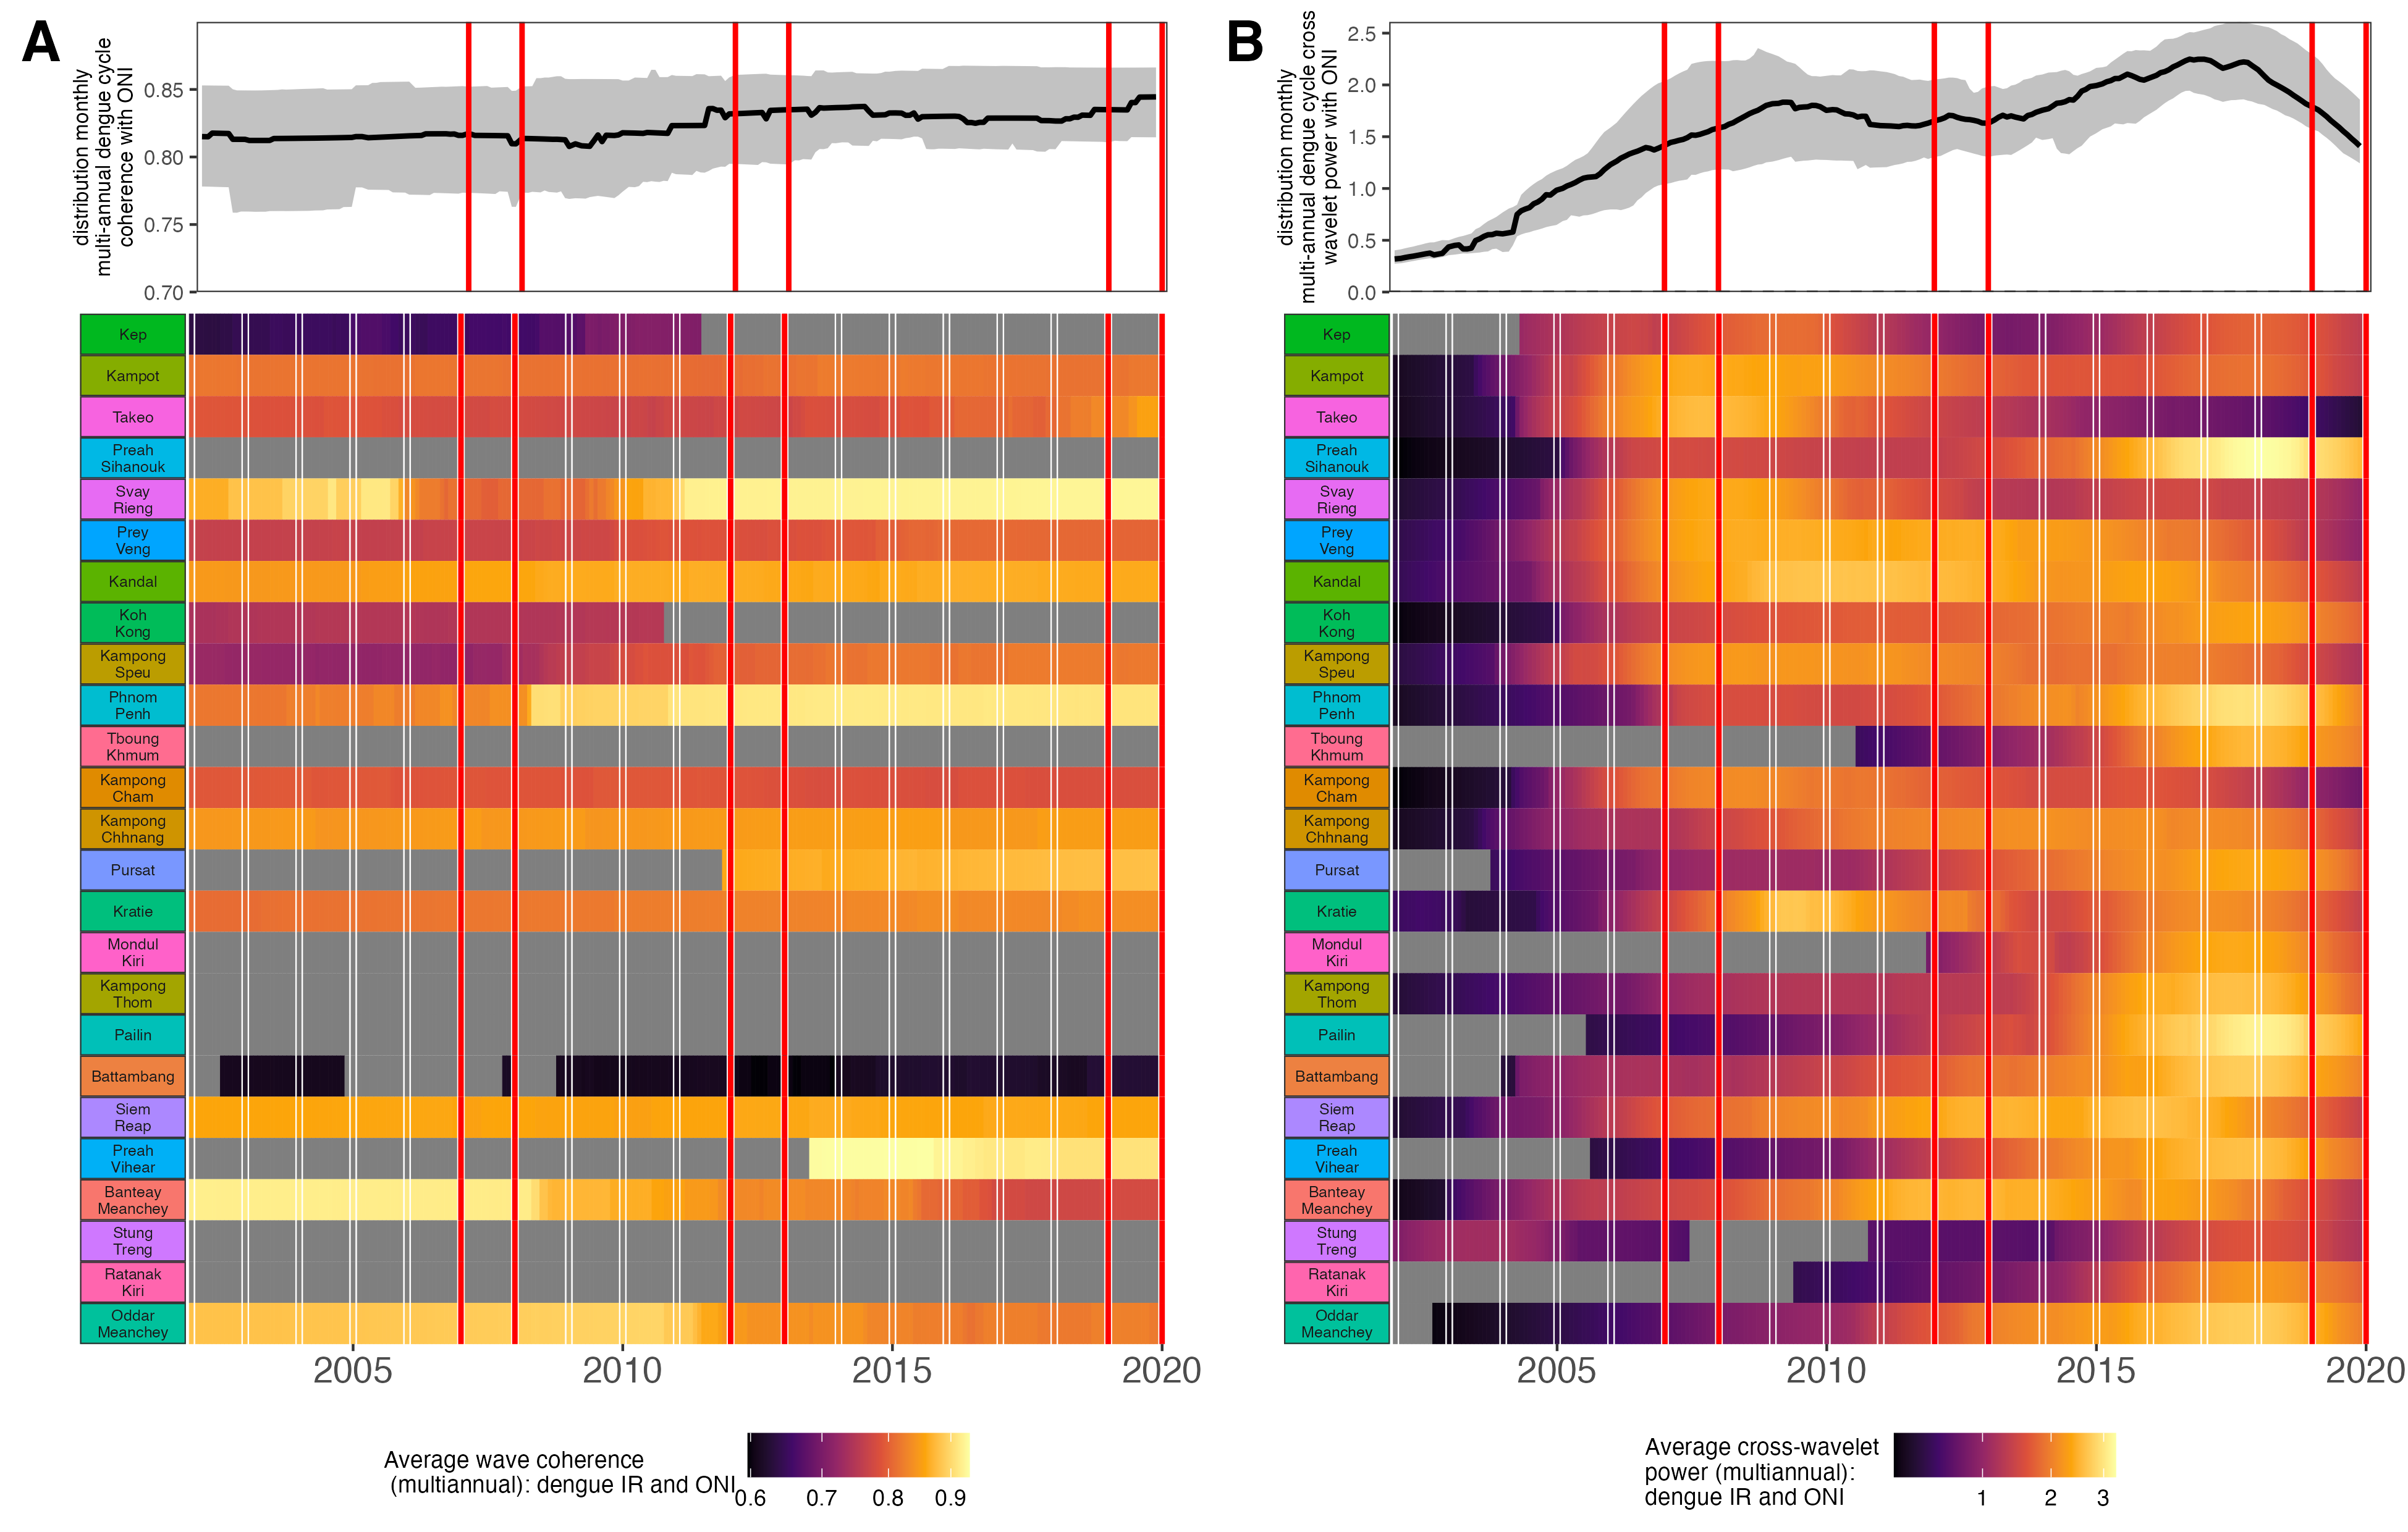 A
distribution monthly
multi-annual dengue cycle
coherence with ONI
0.85
0.80
0.75
0.70
Kep
Kampot
Takeo
Preah
Sihanouk
Svay
Rieng
Prey
Veng
Kandal
Koh
Kong
Kampong
Speu
Phnom
Penh
Tboung
Khmum
Kampong
Cham
Kampong
Chhnang
Pursat
Kratie
Mondul
Kiri
Kampong
Thom
Pailin
Battambang
Siem
Reap
Preah
Vihear
Banteay
Meanchey
Stung
Treng
Ratanak
Kiri
Oddar
Meanchey
2005 2010 2015 2020
Average wave coherence
(multiannual): dengue IR and ONI
0.6 0.7 0.8 0.9
B
distribution monthly
multi-annual dengue cycle cross
wavelet power with ONI
2.5
2.0
1.5
1.0
0.5
0.0
Kep
Kampot
Takeo
Preah
Sihanouk
Svay
Rieng
Prey
Veng
Kandal
Koh
Kong
Kampong
Speu
Phnom
Penh
Tboung
Khmum
Kampong
Cham
Kampong
Chhnang
Pursat
Kratie
Mondul
Kiri
Kampong
Thom
Pailin
Battambang
Siem
Reap
Preah
Vihear
Banteay
Meanchey
Stung
Treng
Ratanak
Kiri
Oddar
Meanchey
2005 2010 2015 2020
Average cross-wavelet
power (multiannual):
dengue IR and ONI
1 2 3